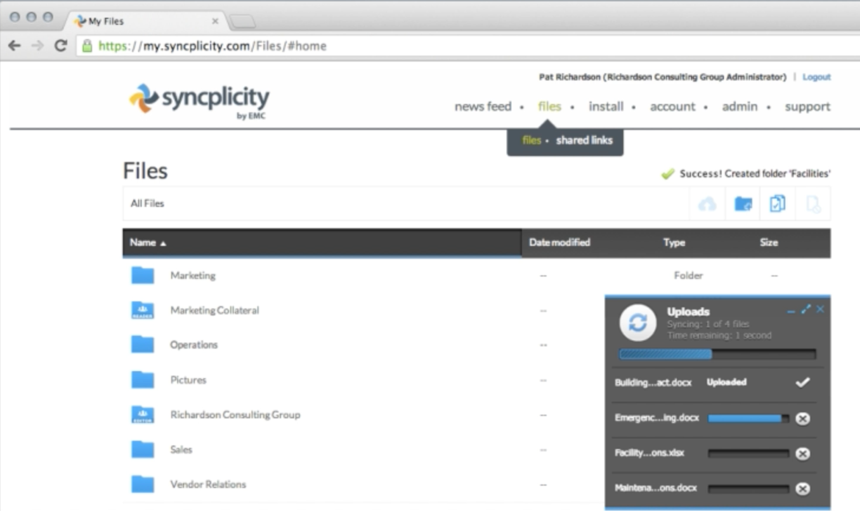 My Files
https://my.syncplicity.com/Files/#home
Pat Richardson (Richardson Consulting Group Administrator) | Logout
syncplicity
by EMC
news feed • files • install • account • admin • support
files • shared links
Files
Success! Created folder 'Facilities'
All Files
Name Date modified Type Size
Marketing -- Folder --
Marketing Collateral --
READER
Operations --
Pictures --
Richardson Consulting Group --
EDITOR
Sales --
Vendor Relations --
Uploads
Syncing: 1 of 4 files
Time remaining: 1 second
Building...act.docx Uploaded
Emergenc...ing.docx
Facility...ons.xlsx
Maintena...ons.docx